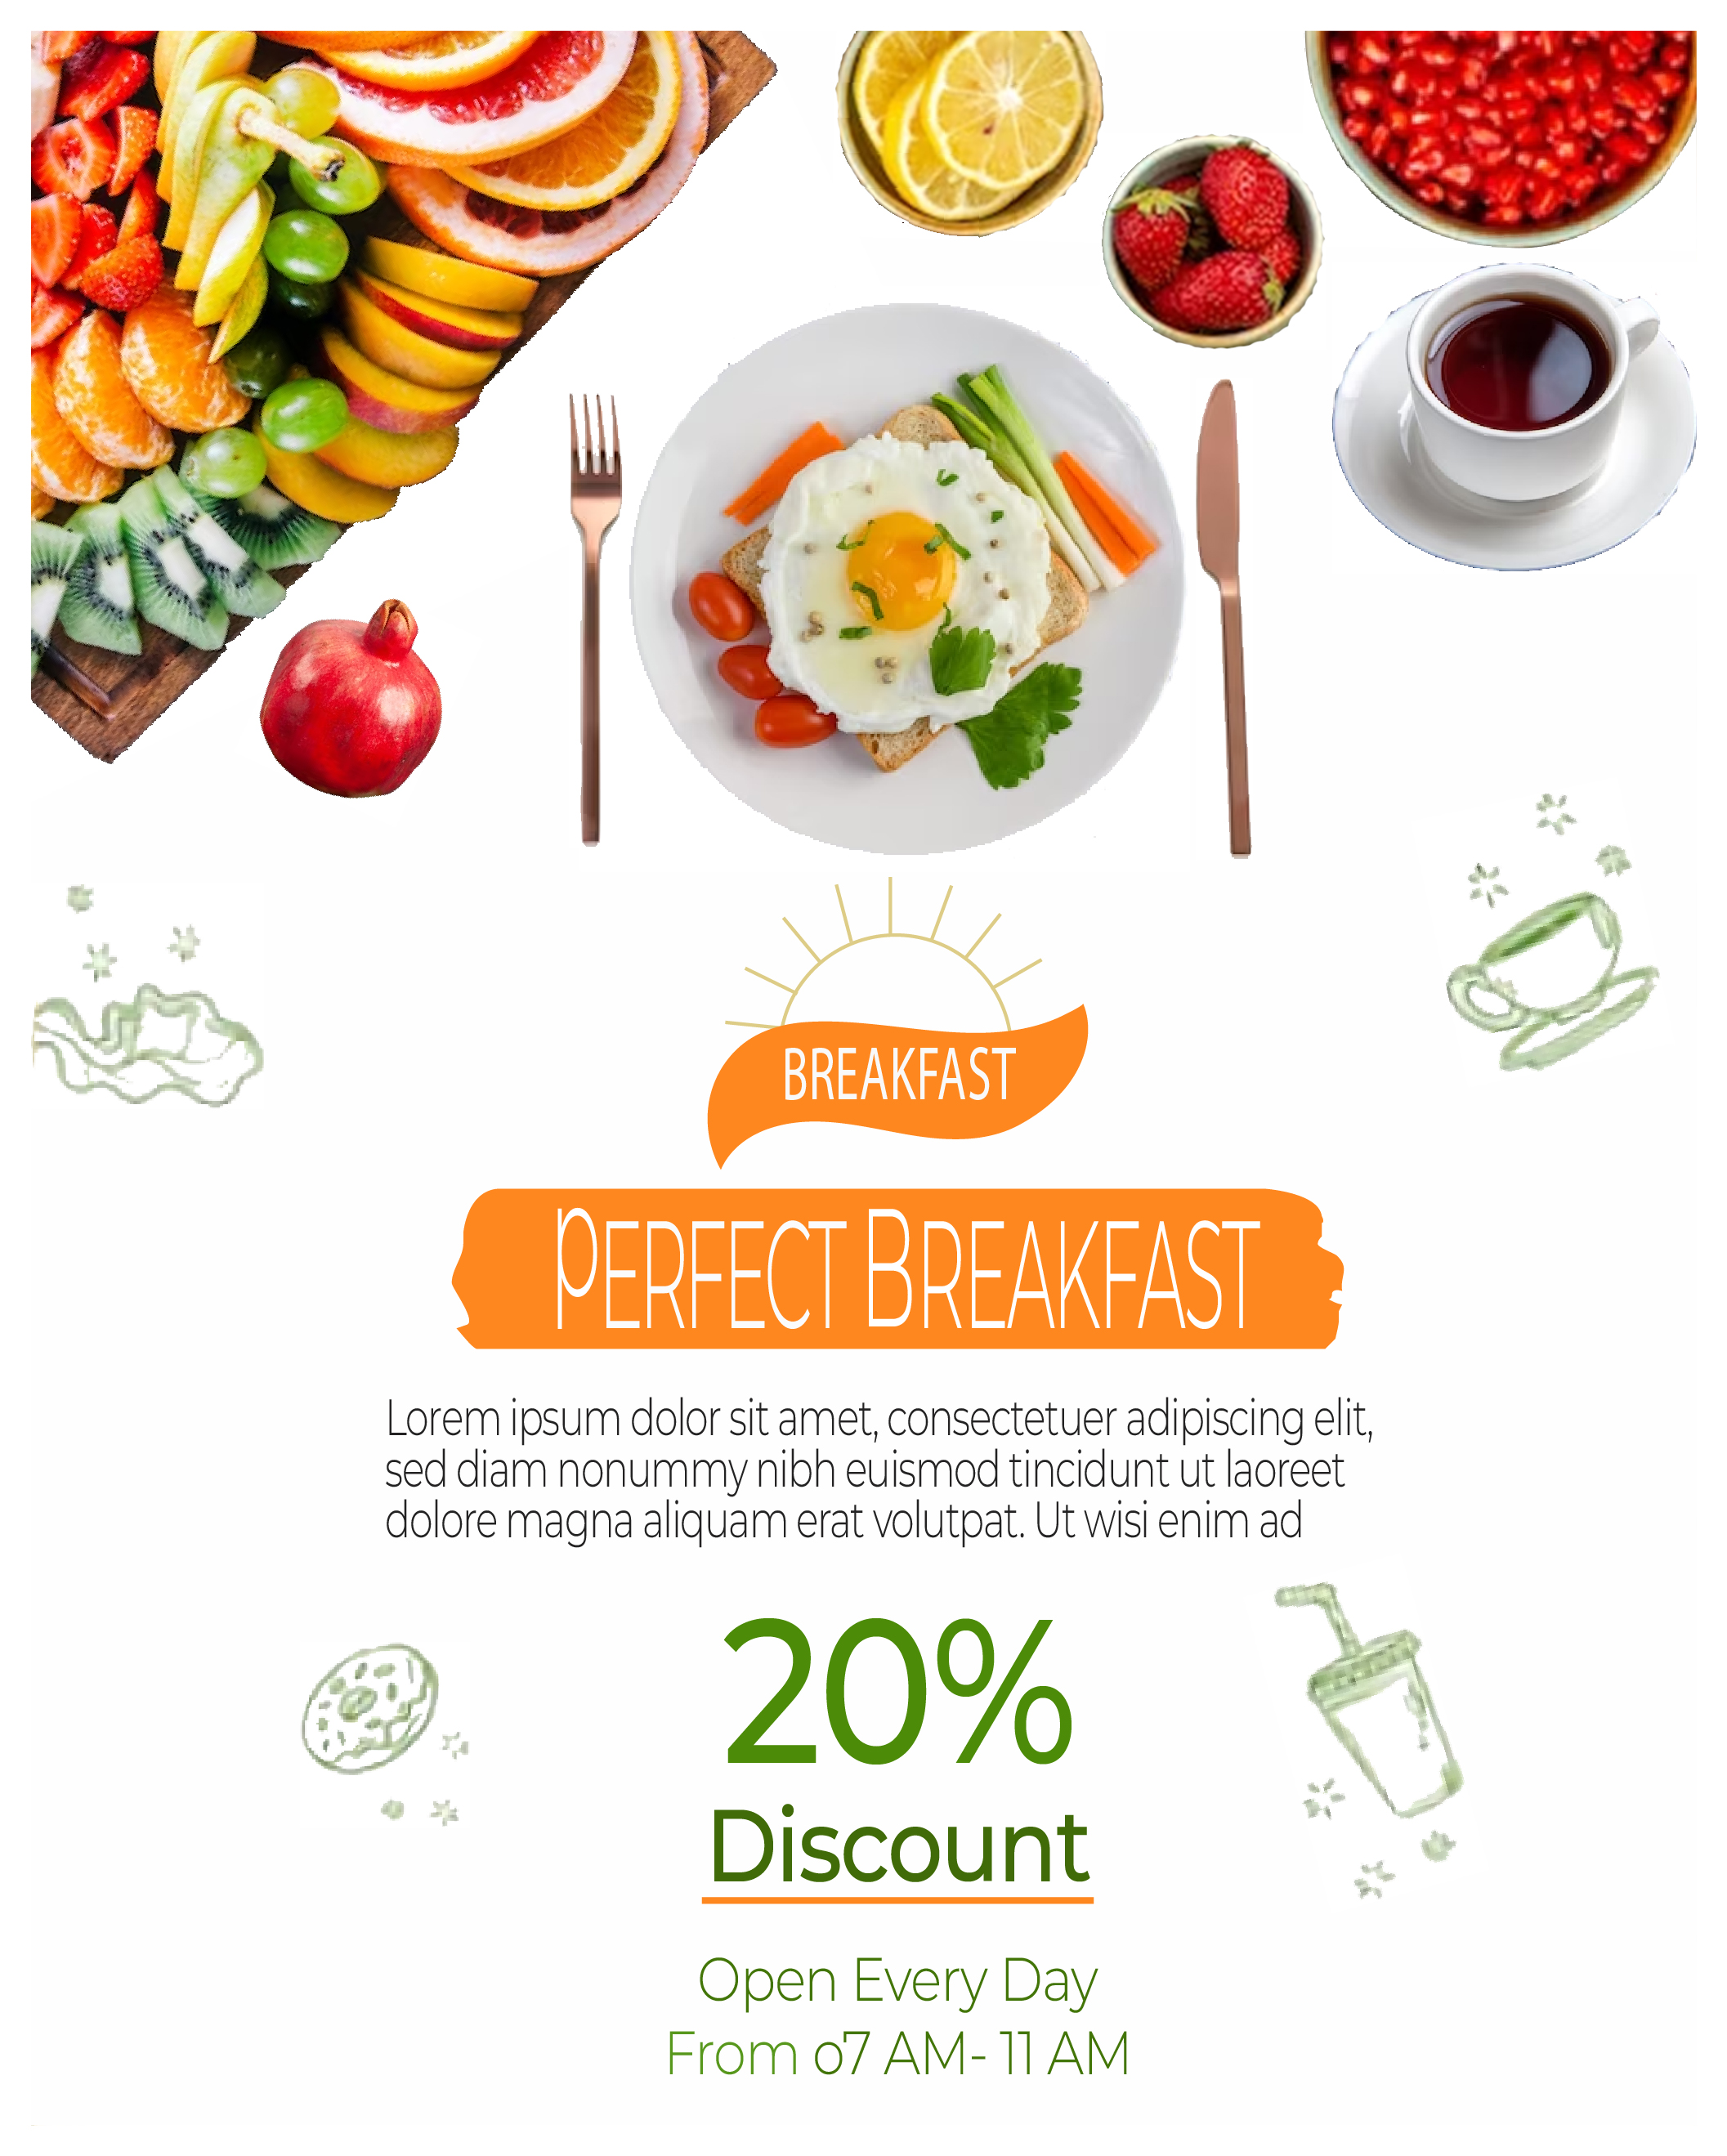 BREAKFAST
PERFECT BREAKFAST
Lorem ipsum dolor sit amet, consectetuer adipiscing elit,
sed diam nonummy nibh euismod tincidunt ut laoreet
dolore magna aliquam erat volutpat. Ut wisi enim ad
20%
Discount
Open Every Day
From o7 AM- 11 AM